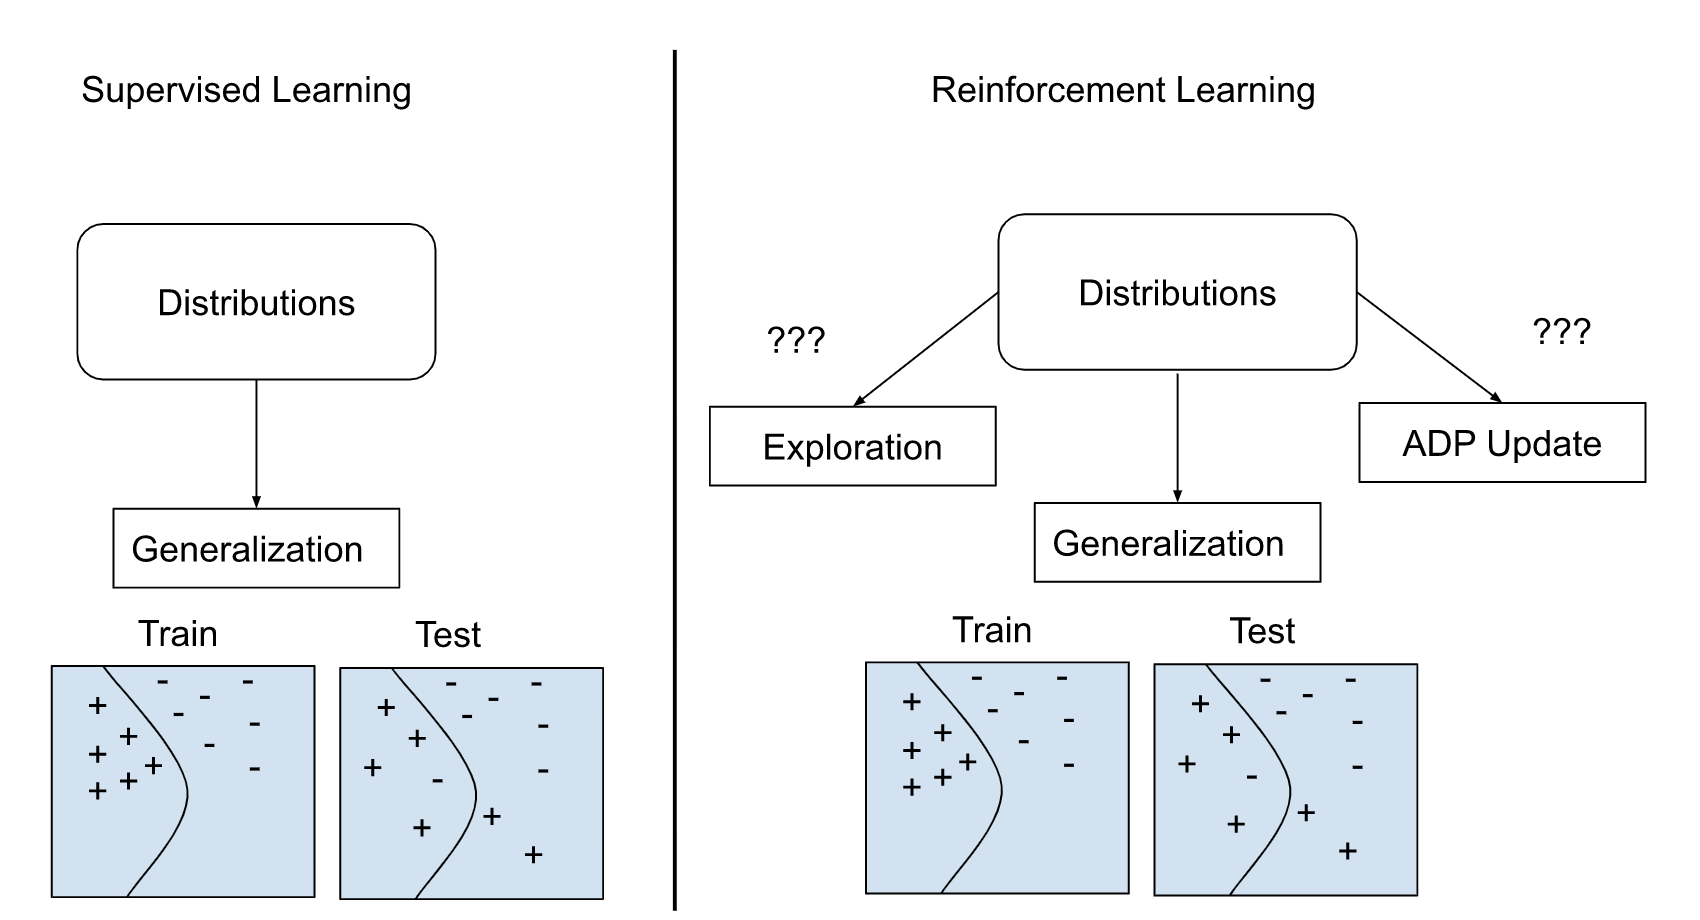 Supervised Learning
Distributions
Generalization
Train
Test
Reinforcement Learning
Distributions
???
???
Exploration
ADP Update
Generalization
Train
Test